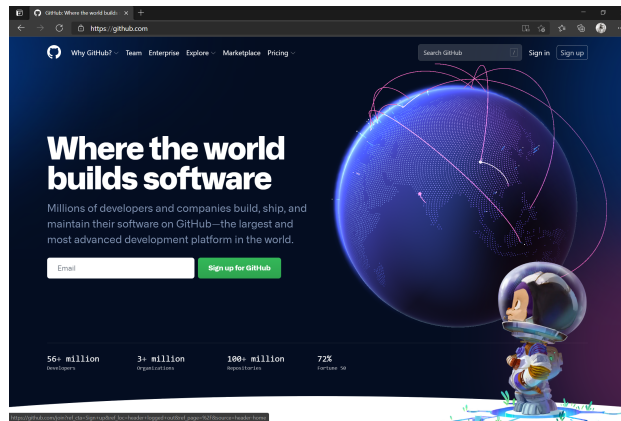 GitHub: Where the world builds
https://github.com
Why GitHub? Team Enterprise Explore Marketplace Pricing
Search GitHub
/
Sign in
Sign up
Where the world
builds software
Millions of developers and companies build, ship, and
maintain their software on GitHub—the largest and
most advanced development platform in the world.
Email
Sign up for GitHub
56+ million
Developers
3+ million
Organizations
100+ million
Repositories
72%
Fortune 50